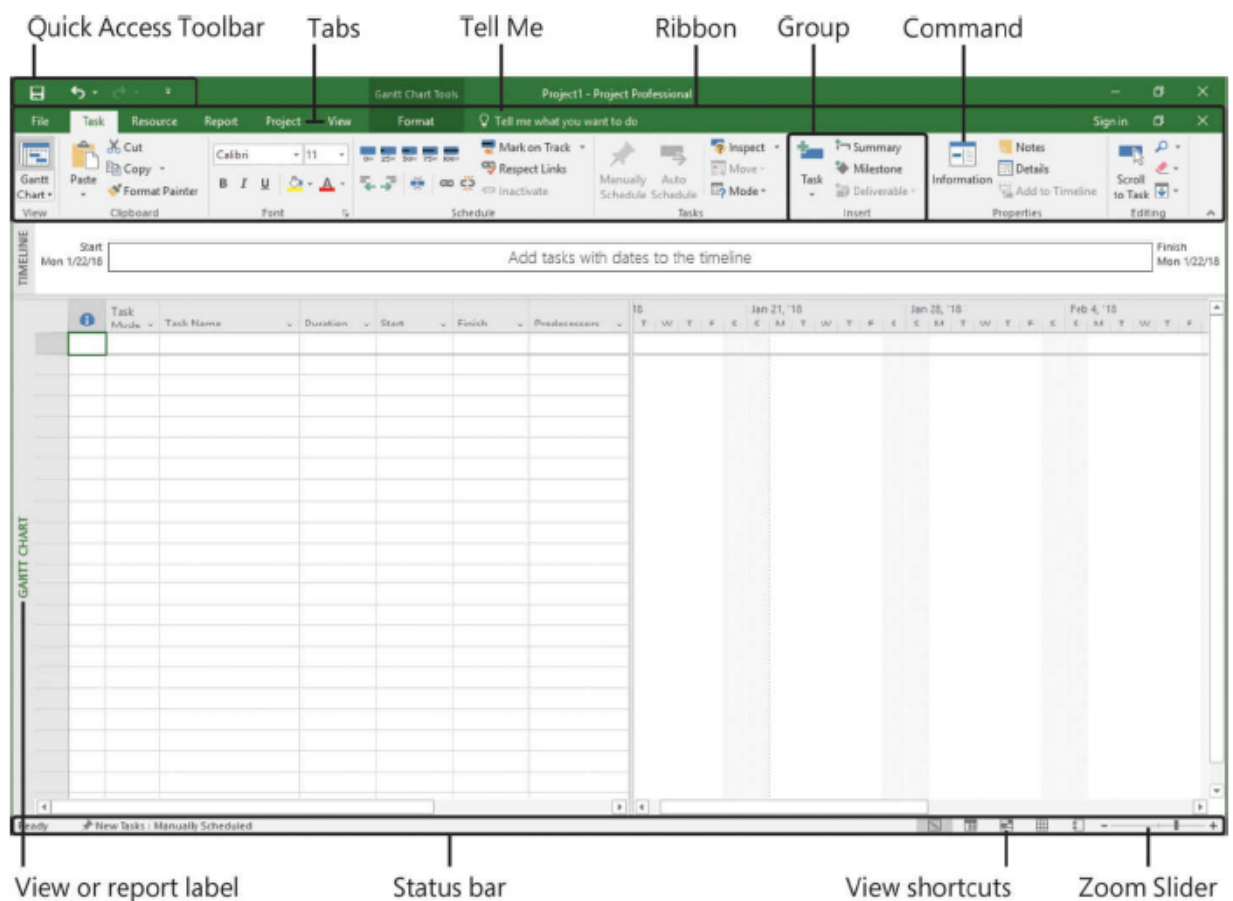 Quick Access Toolbar Tabs Tell Me Ribbon Group Command
Gantt Chart Tools Project1 - Project Professional
File Task Resource Report Project View Format Tell me what you want to do Sign in
Cut Calibri 11 0% 25% 50% 75% 100% Mark on Track Inspect Summary Notes
Copy Respect Links Move Milestone Details
Gantt Chart Paste Format Painter B I U A Inactivate Manually Schedule Auto Schedule Mode Task Deliverable Information Add to Timeline Scroll to Task
View Clipboard Font Schedule Tasks Insert Properties Editing
TIMELINE
Start
Mon 1/22/18
Add tasks with dates to the timeline
Finish
Mon 1/22/18
Task Mode Task Name Duration Start Finish Predecessors
18 Jan 21, '18 Jan 28, '18 Feb 4, '18
T W T F S S M T W T F S S M T W T F S S M T W T F
GANTT CHART
Ready New Tasks : Manually Scheduled
View or report label Status bar View shortcuts Zoom Slider